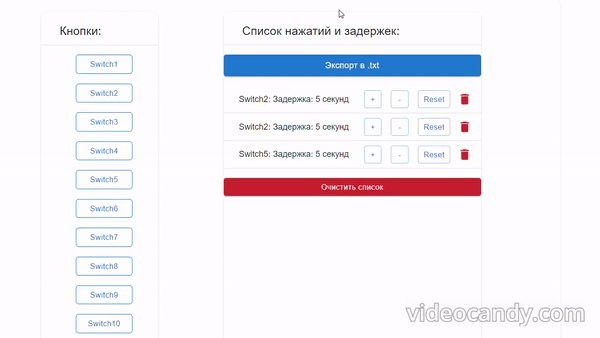 Кнопки:
Switch1
Switch2
Switch3
Switch4
Switch5
Switch6
Switch7
Switch8
Switch9
Switch10
Список нажатий и задержек:
Экспорт в .txt
Switch2: Задержка: 5 секунд + - Reset
Switch2: Задержка: 5 секунд + - Reset
Switch5: Задержка: 5 секунд + - Reset
Очистить список
videocandy.com